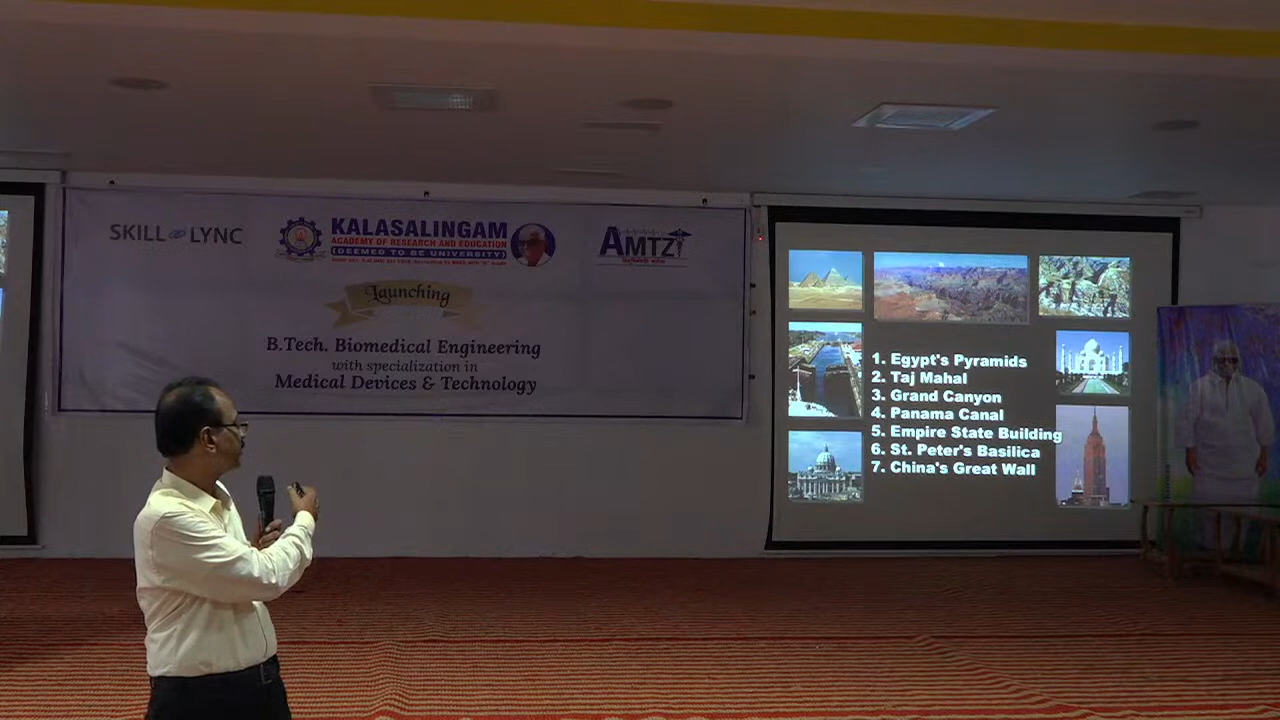 SKILL LYNC
KALASALINGAM
ACADEMY OF RESEARCH AND EDUCATION
(DEEMED TO BE UNIVERSITY)
AMTZ
Launching
B.Tech. Biomedical Engineering
with specialization in
Medical Devices & Technology
1. Egypt's Pyramids
2. Taj Mahal
3. Grand Canyon
4. Panama Canal
5. Empire State Building
6. St. Peter's Basilica
7. China's Great Wall